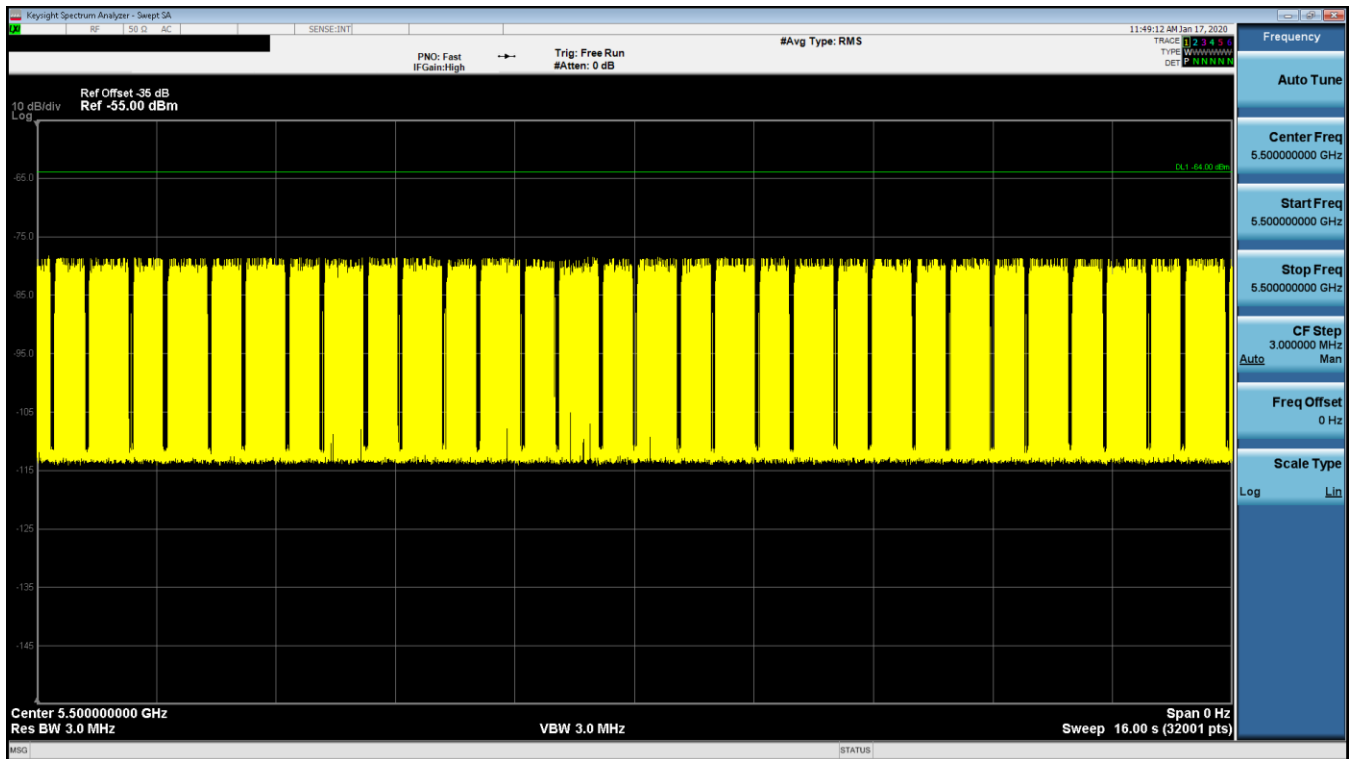 Keysight Spectrum Analyzer - Swept SA
RF 50 Ω AC SENSE:INT 11:49:12 AM Jan 17, 2020
#Avg Type: RMS
TRACE 1 2 3 4 5 6
TYPE WWWWWW
DET P N N N N N
PNO: Fast
IFGain:High
Trig: Free Run
#Atten: 0 dB
Ref Offset -35 dB
10 dB/div Ref -55.00 dBm
Log
DL1 -64.00 dBm
-65.0
-75.0
-85.0
-95.0
-105
-115
-125
-135
-145
Center 5.500000000 GHz Span 0 Hz
Res BW 3.0 MHz VBW 3.0 MHz Sweep 16.00 s (32001 pts)
MSG STATUS
Frequency
Auto Tune
Center Freq
5.500000000 GHz
Start Freq
5.500000000 GHz
Stop Freq
5.500000000 GHz
CF Step
3.000000 MHz
Auto Man
Freq Offset
0 Hz
Scale Type
Log Lin